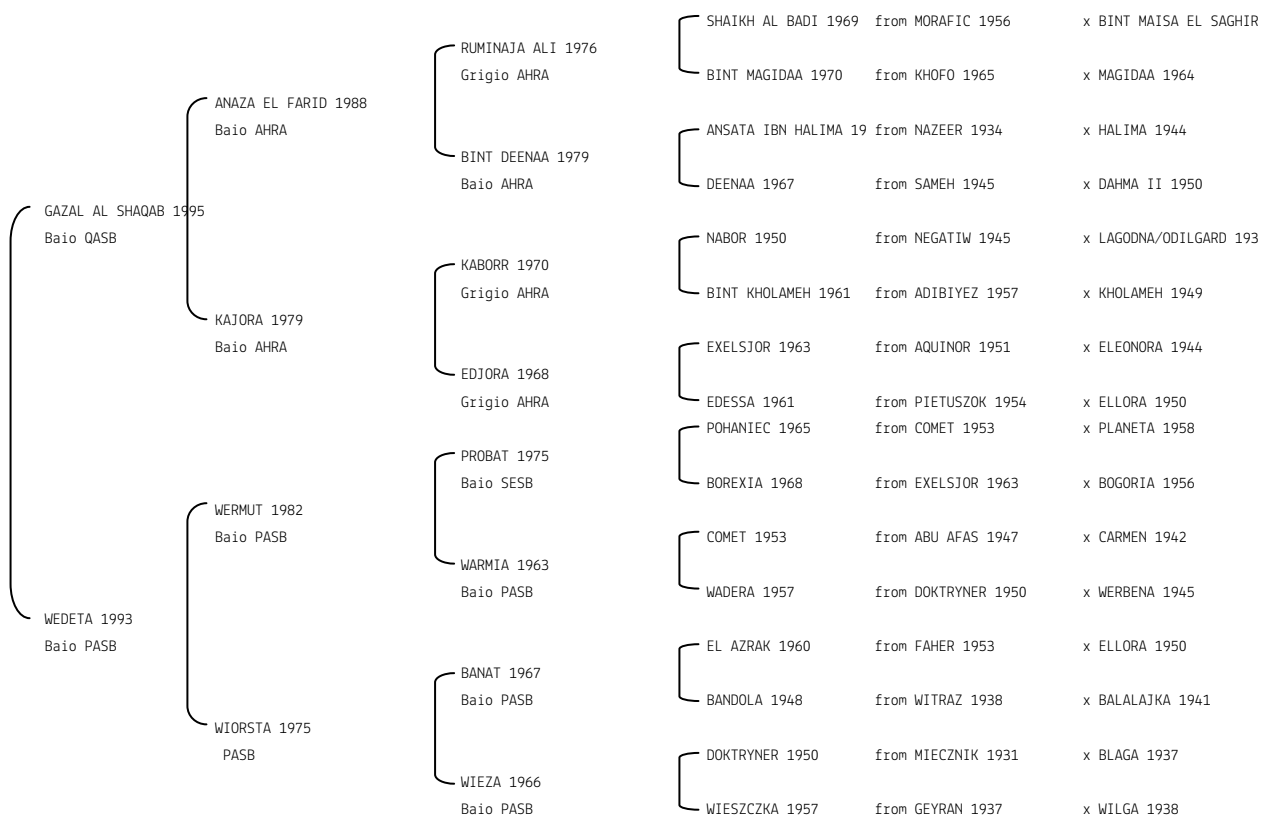 SHAIKH AL BADI 1969 from MORAFIC 1956 x BINT MAISA EL SAGHIR
RUMINAJA ALI 1976
Grigio AHRA
BINT MAGIDAA 1970 from KHOFO 1965 x MAGIDAA 1964
ANAZA EL FARID 1988
Baio AHRA
ANSATA IBN HALIMA 19 from NAZEER 1934 x HALIMA 1944
BINT DEENAA 1979
Baio AHRA
DEENAA 1967 from SAMEH 1945 x DAHMA II 1950
GAZAL AL SHAQAB 1995
Baio QASB
NABOR 1950 from NEGATIW 1945 x LAGODNA/ODILGARD 193
KABORR 1970
Grigio AHRA
BINT KHOLAMEH 1961 from ADIBIYEZ 1957 x KHOLAMEH 1949
KAJORA 1979
Baio AHRA
EXELSJOR 1963 from AQUINOR 1951 x ELEONORA 1944
EDJORA 1968
Grigio AHRA
EDESSA 1961 from PIETUSZOK 1954 x ELLORA 1950
POHANIEC 1965 from COMET 1953 x PLANETA 1958
PROBAT 1975
Baio SESB
BOREXIA 1968 from EXELSJOR 1963 x BOGORIA 1956
WERMUT 1982
Baio PASB
COMET 1953 from ABU AFAS 1947 x CARMEN 1942
WARMIA 1963
Baio PASB
WADERA 1957 from DOKTRYNER 1950 x WERBENA 1945
WEDETA 1993
Baio PASB
EL AZRAK 1960 from FAHER 1953 x ELLORA 1950
BANAT 1967
Baio PASB
BANDOLA 1948 from WITRAZ 1938 x BALALAJKA 1941
WIORSTA 1975
PASB
DOKTRYNER 1950 from MIECZNIK 1931 x BLAGA 1937
WIEZA 1966
Baio PASB
WIESZCZKA 1957 from GEYRAN 1937 x WILGA 1938